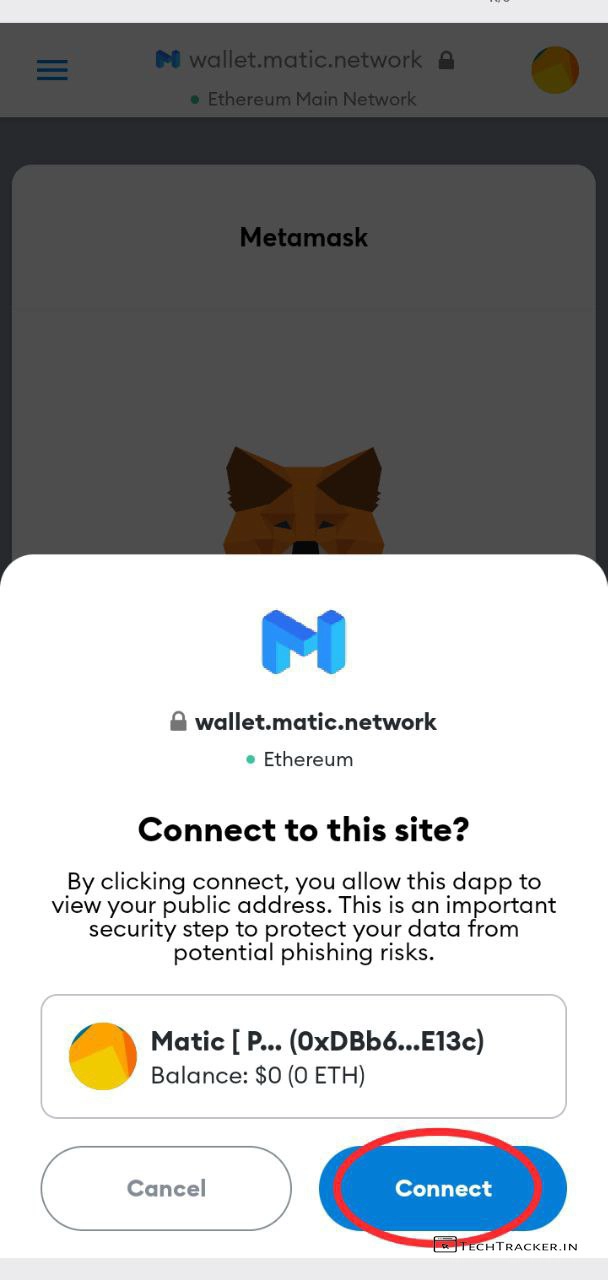 wallet.matic.network
Ethereum Main Network
Metamask
wallet.matic.network
Ethereum
Connect to this site?
By clicking connect, you allow this dapp to
view your public address. This is an important
security step to protect your data from
potential phishing risks.
Matic [ P... (0xDBb6...E13c)
Balance: $0 (0 ETH)
Cancel
Connect
TECHTRACKER.IN